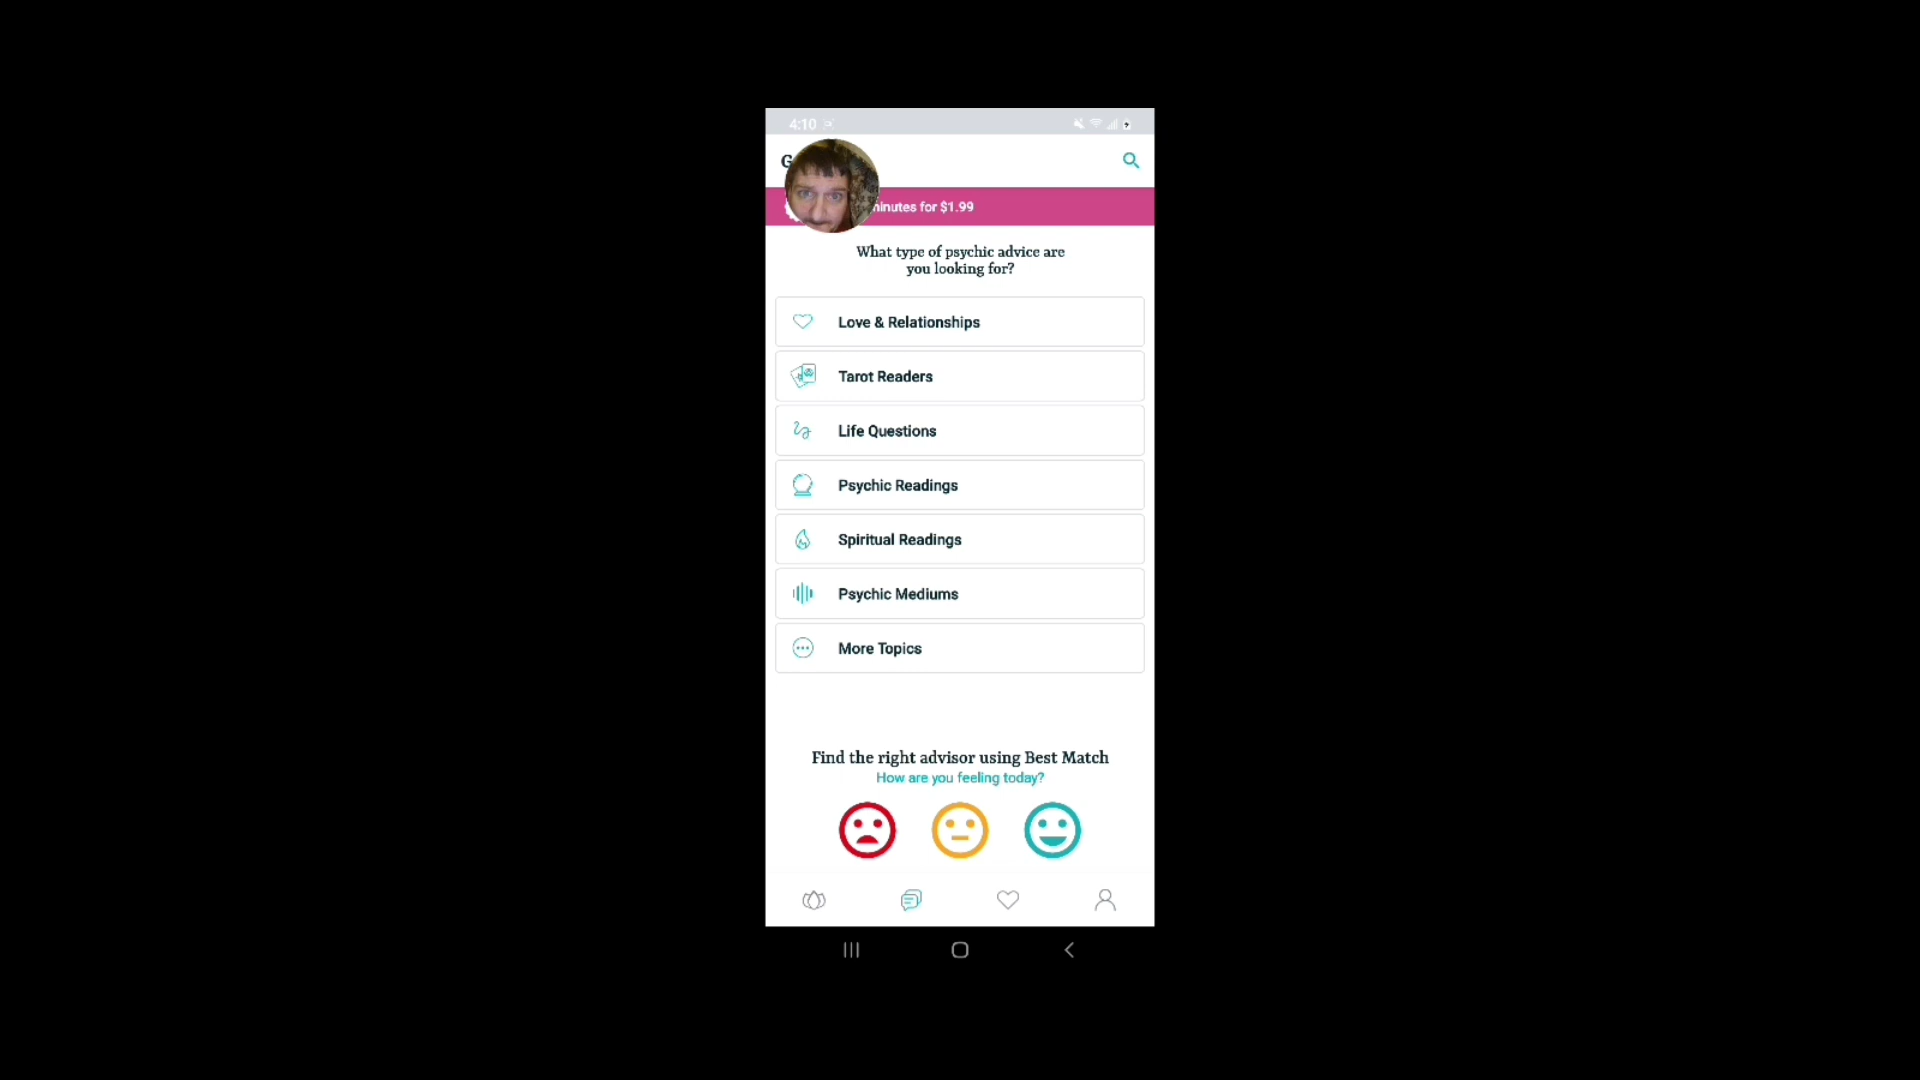 4:10
G
minutes for $1.99
What type of psychic advice are
you looking for?
Love & Relationships
Tarot Readers
Life Questions
Psychic Readings
Spiritual Readings
Psychic Mediums
More Topics
Find the right advisor using Best Match
How are you feeling today?